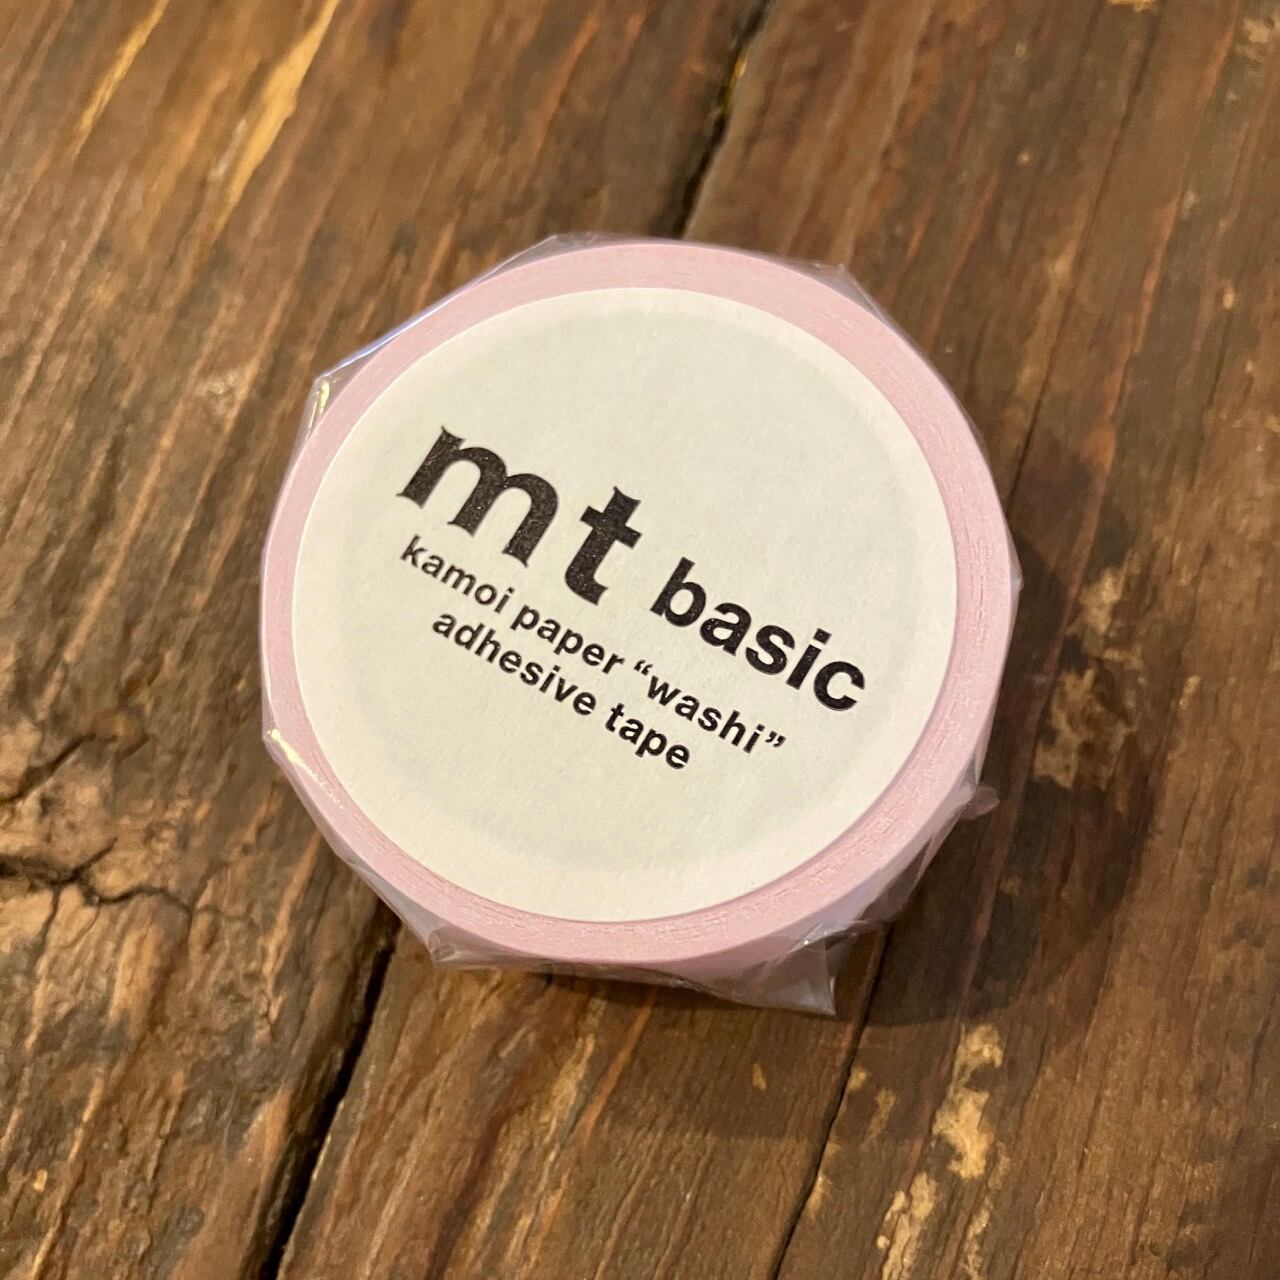 mt basic
kamoi paper “washi”
adhesive tape